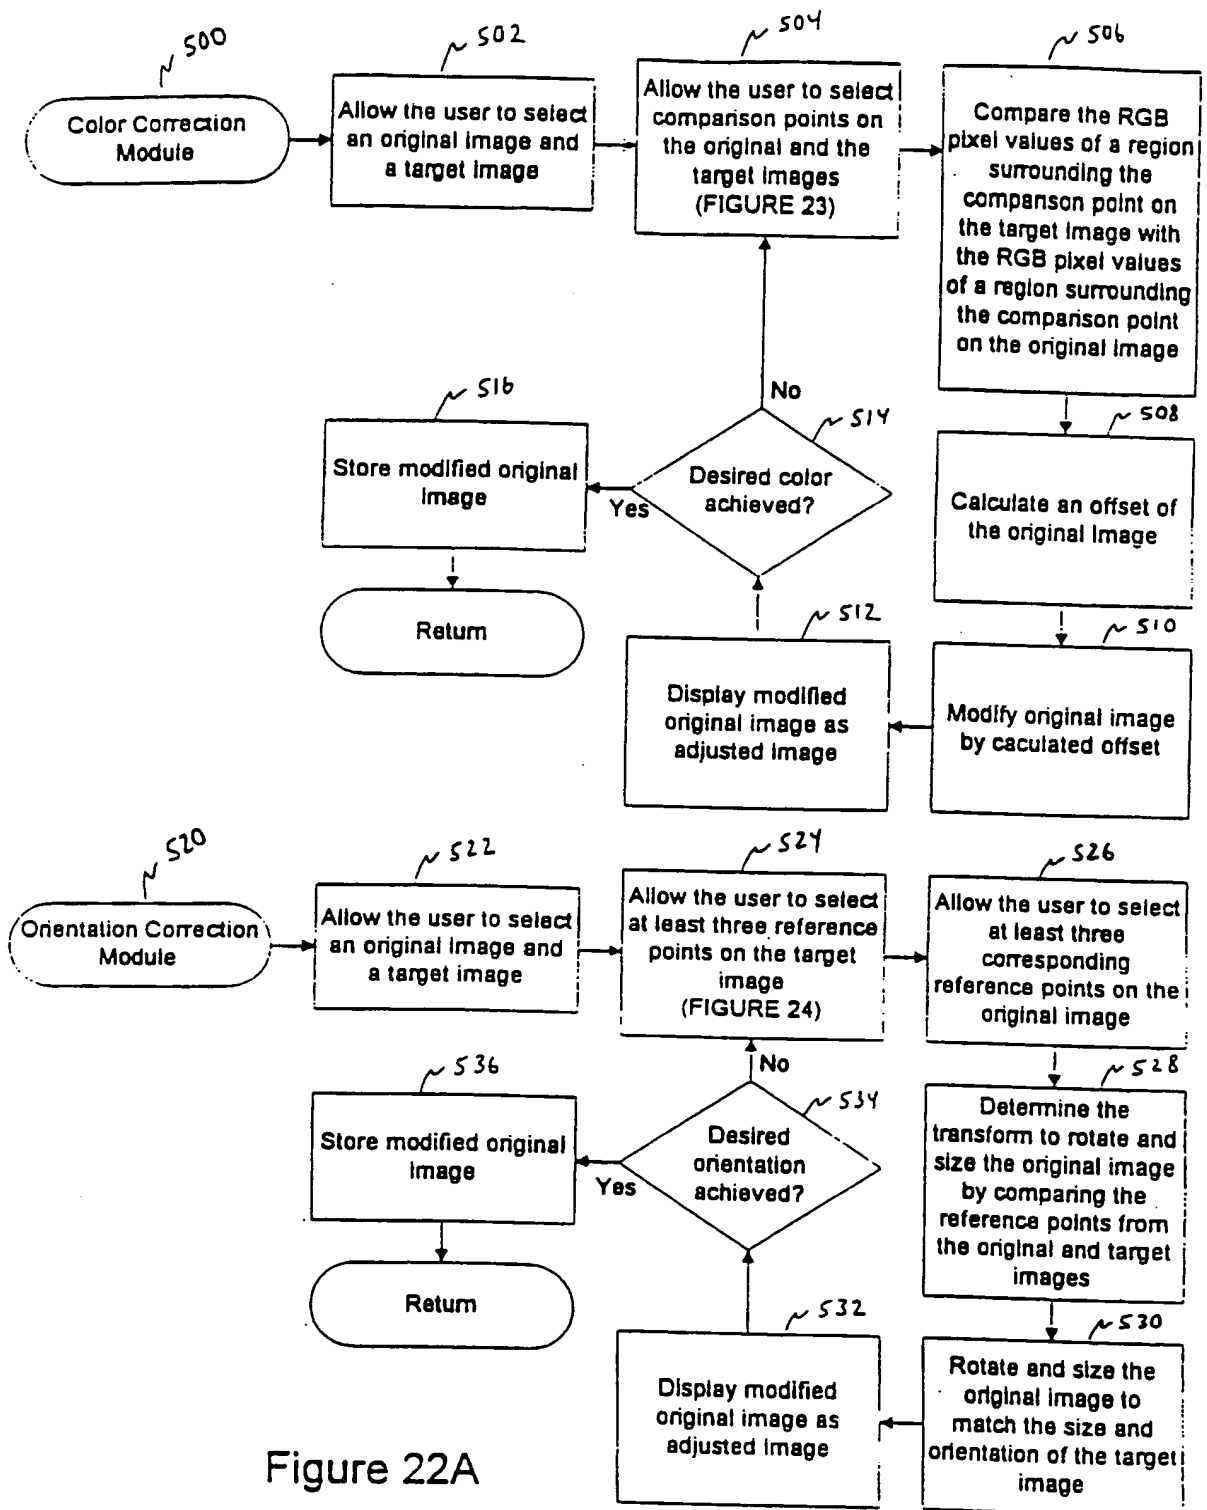 500
Color Correction
Module
502
Allow the user to select
an original image and
a target image
504
Allow the user to select
comparison points on
the original and the
target images
(FIGURE 23)
506
Compare the RGB
pixel values of a region
surrounding the
comparison point on
the target image with
the RGB pixel values
of a region surrounding
the comparison point
on the original image
508
Calculate an offset of
the original image
510
Modify original image
by caculated offset
512
Display modified
original image as
adjusted image
514
Desired color
achieved?
No
Yes
516
Store modified original
image
Return
520
Orientation Correction
Module
522
Allow the user to select
an original image and
a target image
524
Allow the user to select
at least three reference
points on the target
image
(FIGURE 24)
526
Allow the user to select
at least three
corresponding
reference points on the
original image
528
Determine the
transform to rotate and
size the original image
by comparing the
reference points from
the original and target
images
530
Rotate and size the
original image to
match the size and
orientation of the target
image
532
Display modified
original image as
adjusted image
534
Desired
orientation
achieved?
No
Yes
536
Store modified original
image
Return
Figure 22A